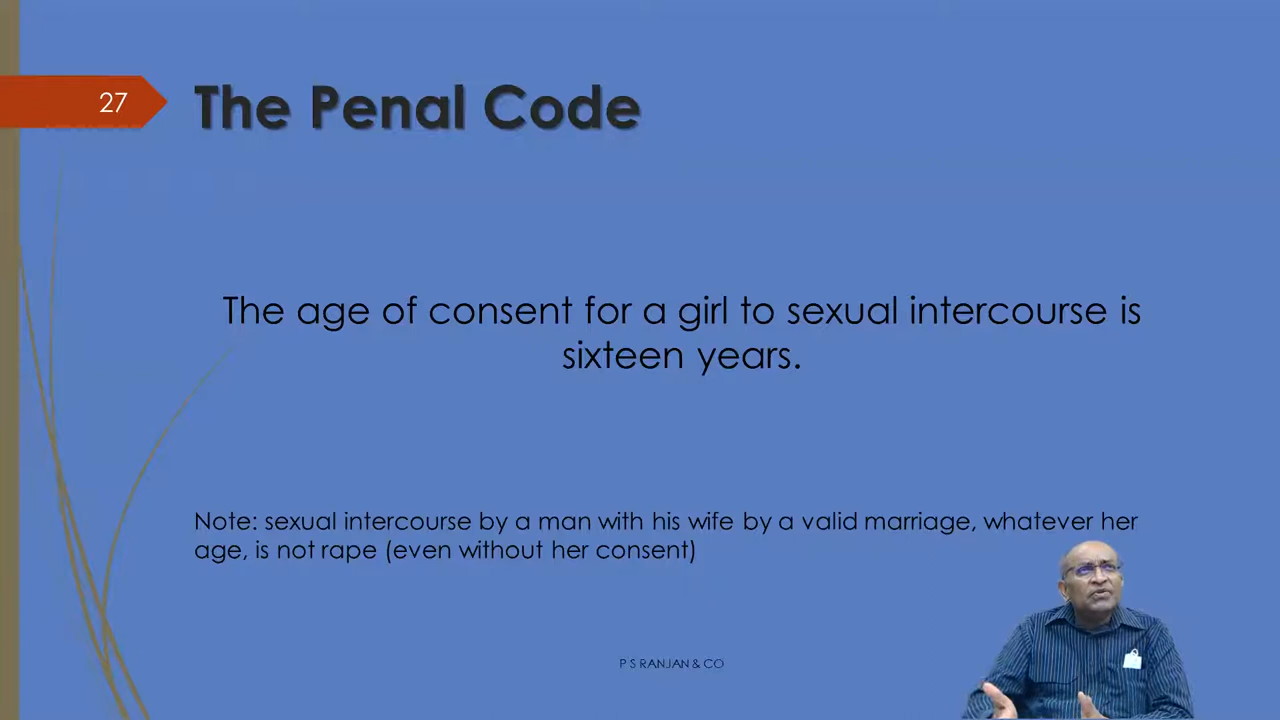 27
The Penal Code
The age of consent for a girl to sexual intercourse is
sixteen years.
Note: sexual intercourse by a man with his wife by a valid marriage, whatever her
age, is not rape (even without her consent)
P S RANJAN & CO